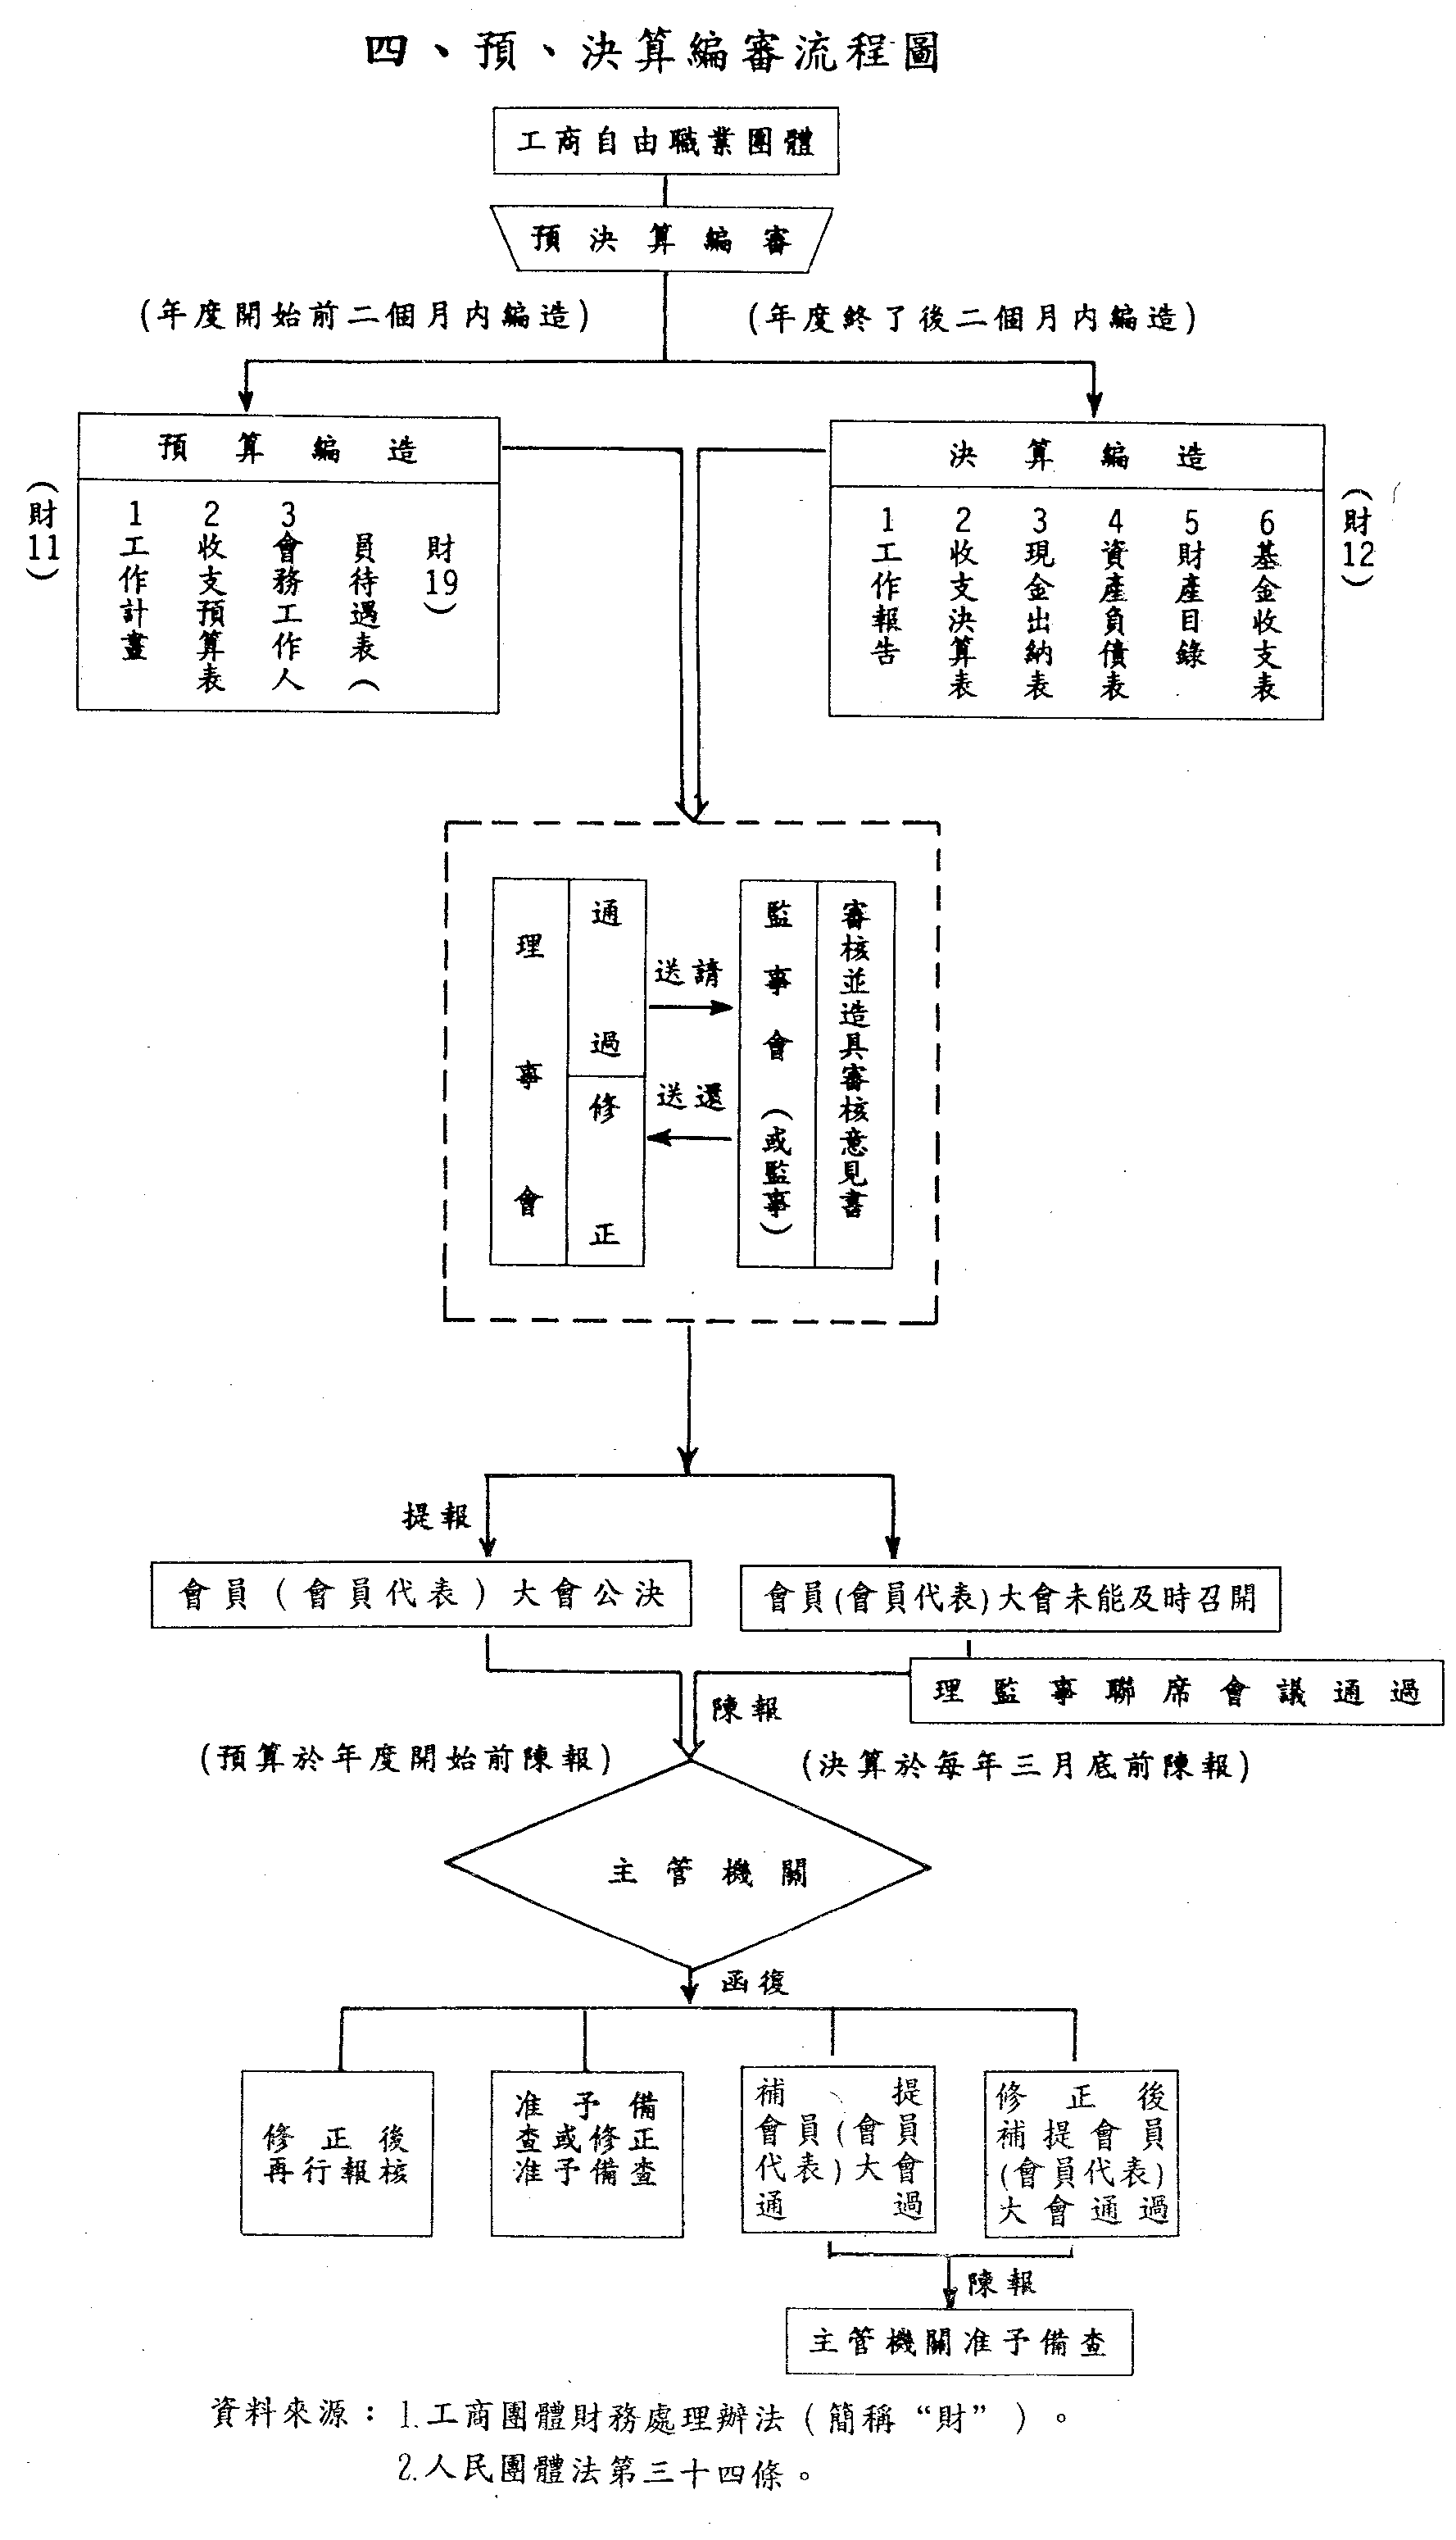 四、預、決算編審流程圖
工商自由職業團體
預決算編審
(年度開始前二個月內編造)
(年度終了後二個月內編造)
預算編造
(財11)
1工作計畫
2收支預算表
3會務工作人
員待遇表(
財19)
決算編造
1工作報告
2收支決算表
3現金出納表
4資產負債表
5財產目錄
6基金收支表
(財12)
理事會
通過
修正
送請
送還
監事會(或監事)
審核並造具審核意見書
提報
會員(會員代表)大會公決
會員(會員代表)大會未能及時召開
理監事聯席會議通過
陳報
(預算於年度開始前陳報)
(決算於每年三月底前陳報)
主管機關
函復
修正後
再行報核
准予備
查或修正
准予備查
補、提
會員(會員
代表)大會
通過
修正後
補提會員
(會員代表)
大會通過
陳報
主管機關准予備查
資料來源：1.工商團體財務處理辦法(簡稱“財”)。
2.人民團體法第三十四條。